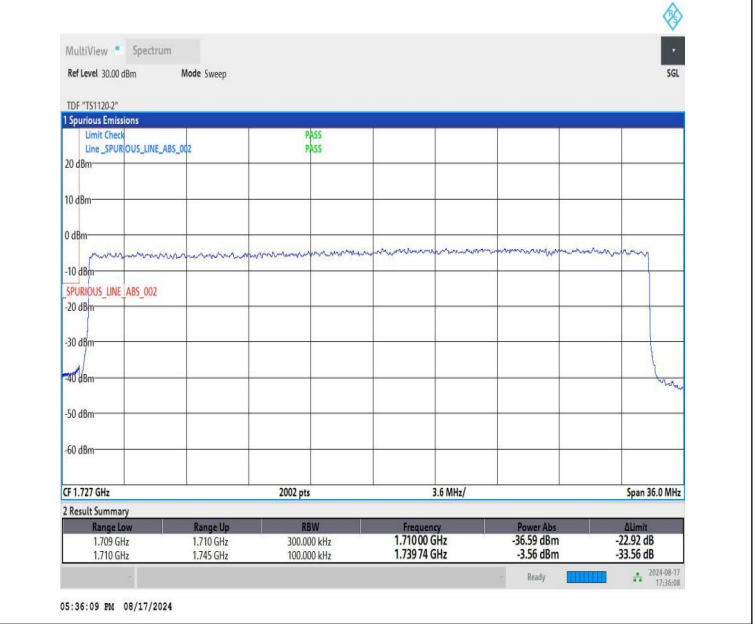 R S
MultiView Spectrum
Ref Level 30.00 dBm Mode Sweep SGL
TDF "TS1120-2"
1 Spurious Emissions
Limit Check PASS
Line _SPURIOUS_LINE_ABS_002 PASS
20 dBm
10 dBm
0 dBm
-10 dBm
_SPURIOUS_LINE_ABS_002
-20 dBm
-30 dBm
-40 dBm
-50 dBm
-60 dBm
CF 1.727 GHz 2002 pts 3.6 MHz/ Span 36.0 MHz
2 Result Summary
Range Low Range Up RBW Frequency Power Abs ΔLimit
1.709 GHz 1.710 GHz 300.000 kHz 1.71000 GHz -36.59 dBm -22.92 dB
1.710 GHz 1.745 GHz 100.000 kHz 1.73974 GHz -3.56 dBm -33.56 dB
Ready 2024-08-17
17:36:08
05:36:09 PM 08/17/2024